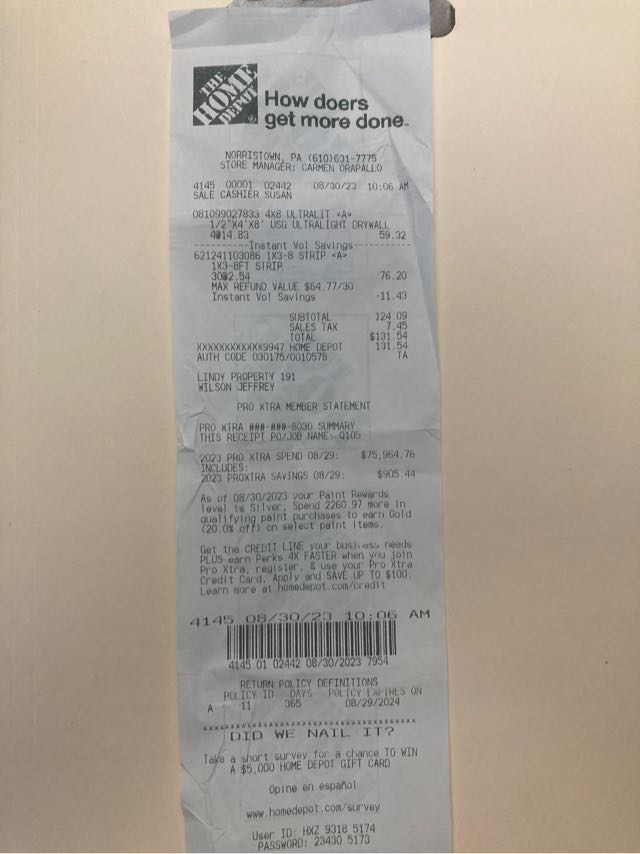 THE HOME DEPOT
How doers
get more done.
NORRISTOWN, PA (610)631-7775
STORE MANAGER: CARMEN ORAPALLO
4145 00001 02442 08/30/23 10:06 AM
SALE CASHIER SUSAN
081099027833 4X8 ULTRALIT <A>
1/2"X4'X8' USG ULTRALIGHT DRYWALL
4@14.83 59.32
----------Instant Vol Savings----------
621241103086 1X3-8 STRIP <A>
1X3-8FT STRIP
30@2.54 76.20
MAX REFUND VALUE $64.77/30
Instant Vol Savings -11.43
SUBTOTAL 124.09
SALES TAX 7.45
TOTAL $131.54
XXXXXXXXXXXX9947 HOME DEPOT 131.54
AUTH CODE 030175/0010578 TA
LINDY PROPERTY 191
WILSON JEFFREY
PRO XTRA MEMBER STATEMENT
PRO XTRA ###-###-8030 SUMMARY
THIS RECEIPT PO/JOB NAME: Q105
2023 PRO XTRA SPEND 08/29: $75,964.76
INCLUDES:
2023 PROXTRA SAVINGS 08/29: $905.44
As of 08/30/2023 your Paint Rewards
level is Silver. Spend 2260.97 more in
qualifying paint purchases to earn Gold
(20.0% off) on select paint items.
Get the CREDIT LINE your business needs
PLUS earn Perks 4X FASTER when you join
Pro Xtra, register, & use your Pro Xtra
Credit Card. Apply and SAVE UP TO $100.
Learn more at homedepot.com/credit
4145 08/30/23 10:06 AM
4145 01 02442 08/30/2023 7954
RETURN POLICY DEFINITIONS
POLICY ID DAYS POLICY EXPIRES ON
A 11 365 08/29/2024
DID WE NAIL IT?
Take a short survey for a chance TO WIN
A $5,000 HOME DEPOT GIFT CARD
Opine en español
www.homedepot.com/survey
User ID: HXZ 9318 5174
PASSWORD: 23430 5173